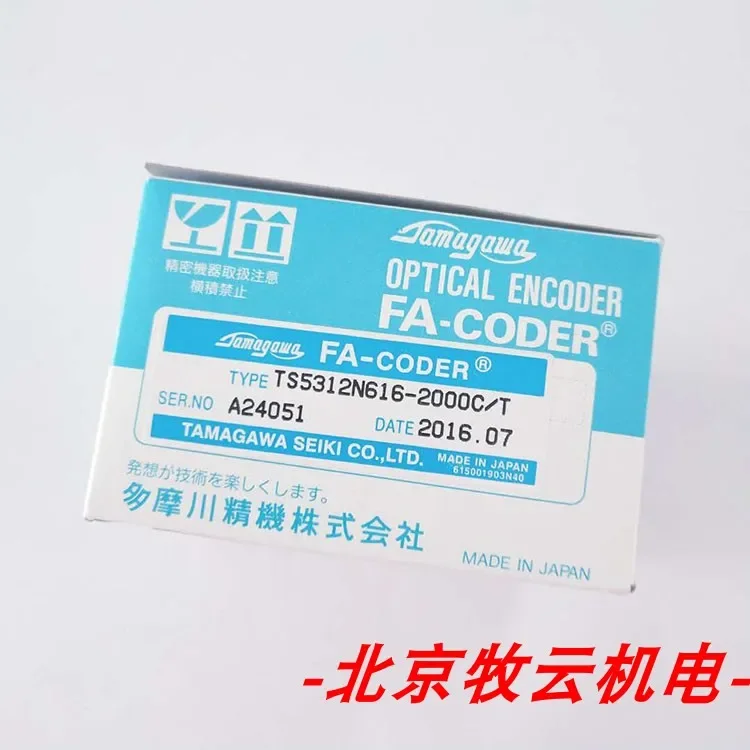 Tamagawa
OPTICAL ENCODER
FA-CODER®
精密機器取扱注意
横積禁止
Tamagawa FA-CODER®
TYPE TS5312N616-2000C/T
SER.NO A24051 DATE 2016.07
TAMAGAWA SEIKI CO.,LTD. MADE IN JAPAN
615001903N40
発想が技術を楽しくします。
多摩川精機株式会社
MADE IN JAPAN
-北京牧云机电-